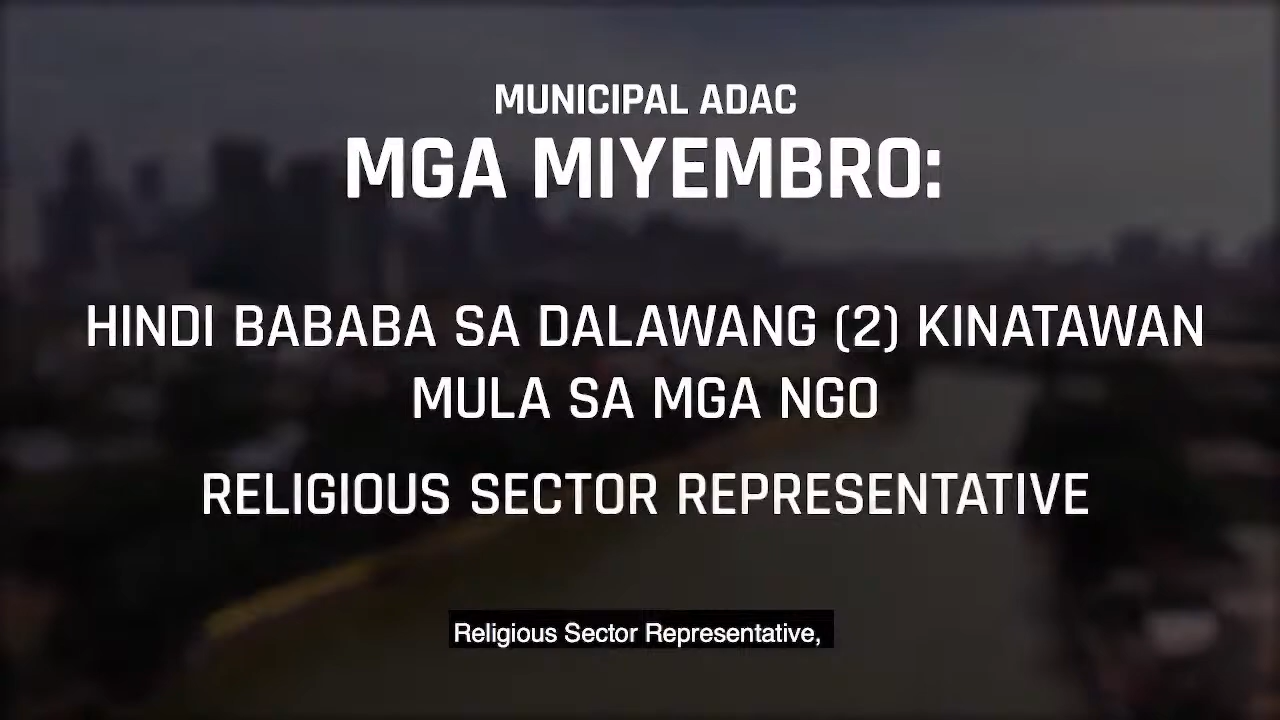 MUNICIPAL ADAC
MGA MIYEMBRO:
HINDI BABABA SA DALAWANG (2) KINATAWAN
MULA SA MGA NGO
RELIGIOUS SECTOR REPRESENTATIVE
Religious Sector Representative,